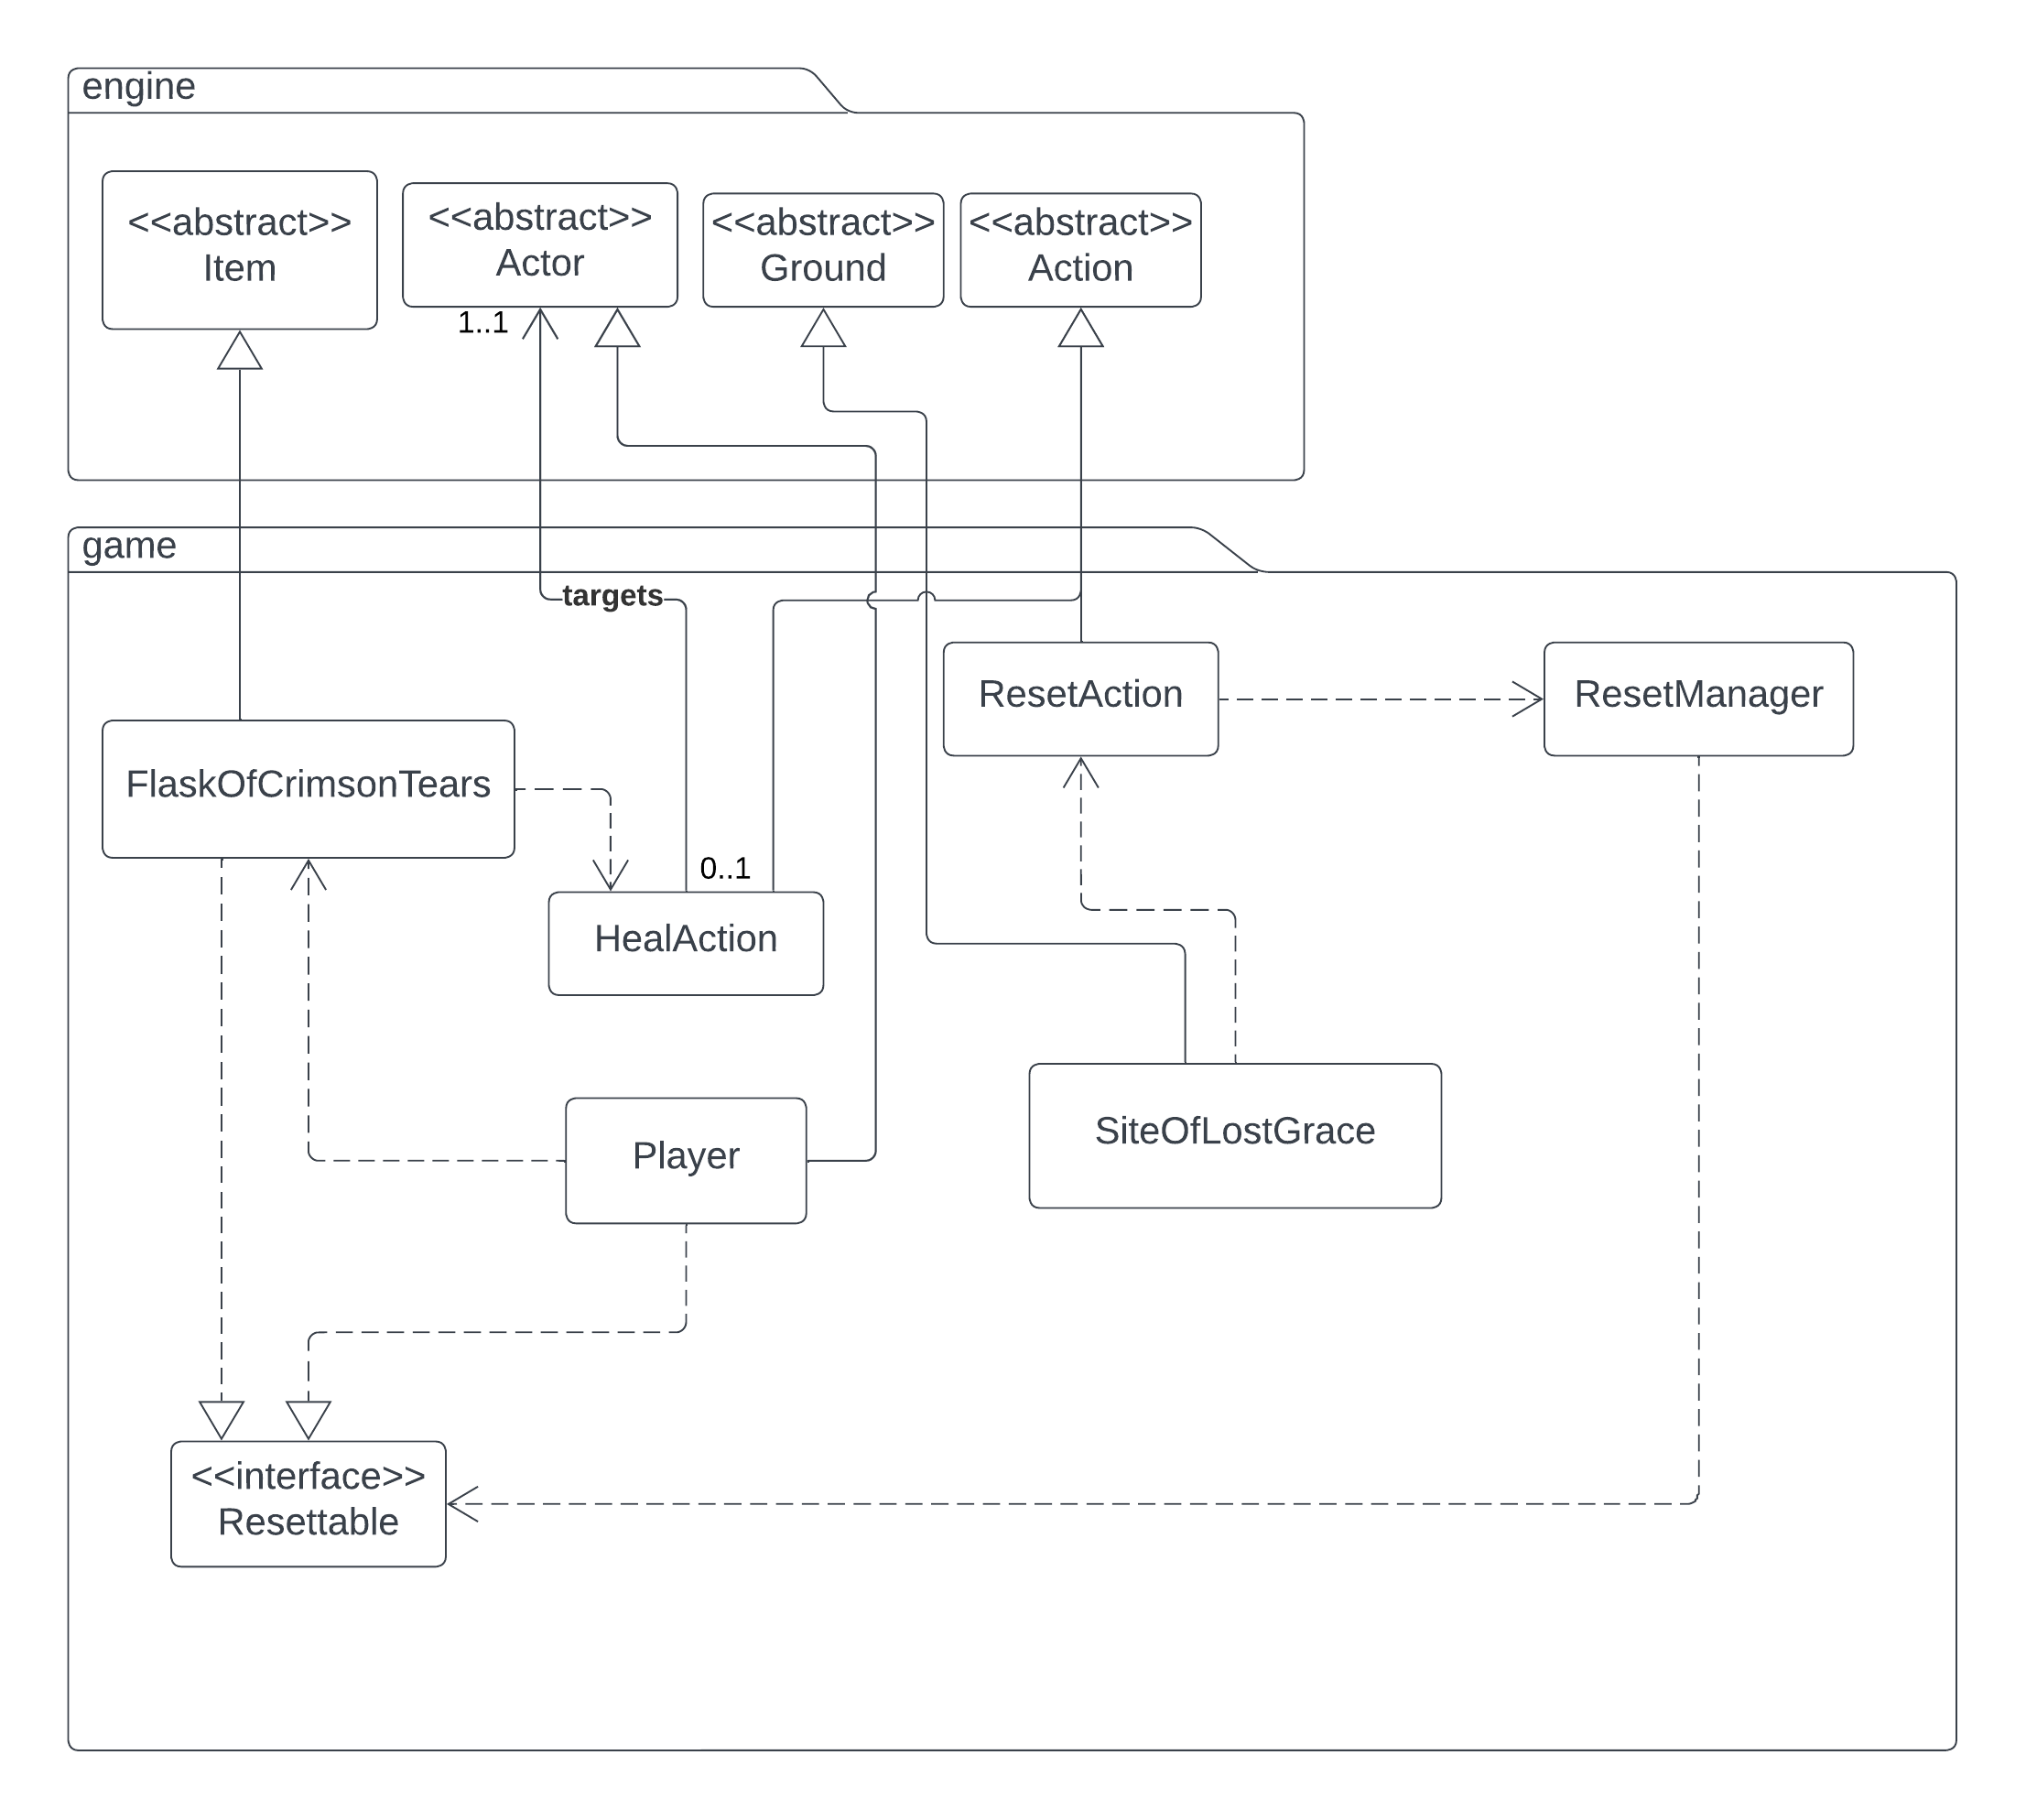 engine
<<abstract>>
Item
<<abstract>>
Actor
<<abstract>>
Ground
<<abstract>>
Action
1..1
game
targets
ResetAction
ResetManager
FlaskOfCrimsonTears
0..1
HealAction
Player
SiteOfLostGrace
<<interface>>
Resettable